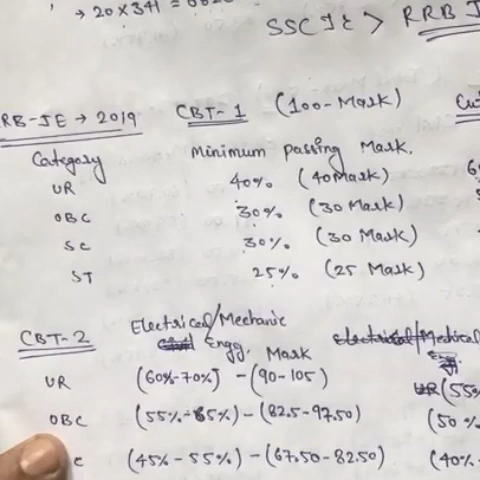 → 20 x 341 =
SSC JE > RRB J
RB-JE → 2019 CBT-1 (100-Mark) Cut
Category Minimum passing Mark.
UR 40% (40 Mark)
OBC 30% (30 Mark)
SC 30% (30 Mark)
ST 25% (25 Mark)
CBT-2 Electrical/Mechanic
Engg. Mark
UR (60%-70%) - (90-105) (55%
OBC (55%-65%) - (82.5-97.50) (50%
C (45% - 55%) - (67.50-82.50) (40%-